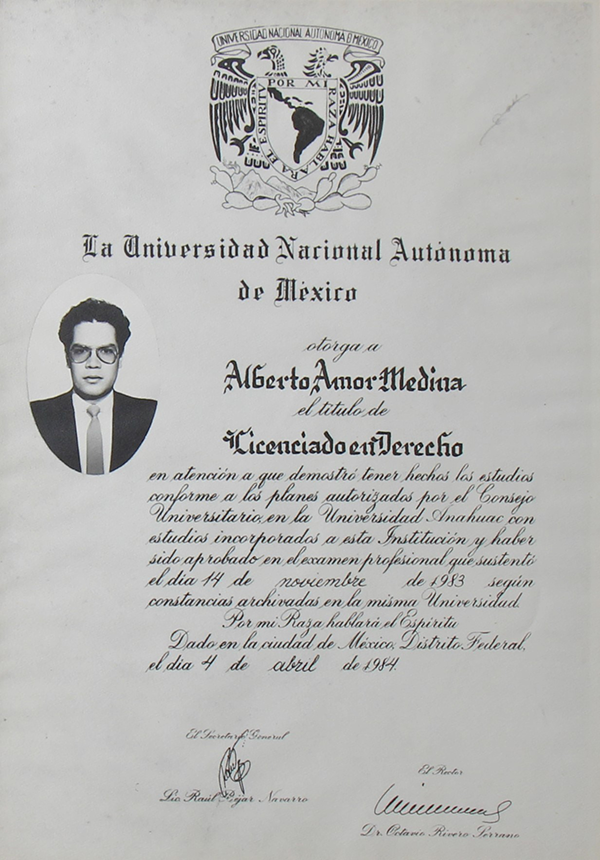 UNIVERSIDAD NACIONAL AUTONOMA D MEXICO
POR MI RAZA HABLARA EL ESPIRITU
La Universidad Nacional Autónoma
de México
otorga a
Alberto Amor Medina
el título de
Licenciado en Derecho
en atención a que demostró tener hechos los estudios
conforme a los planes autorizados por el Consejo
Universitario, en la Universidad Anahuac con
estudios incorporados a esta Institución y haber
sido aprobado en el examen profesional que sustentó
el día 14 de noviembre de 1983 según
constancias archivadas en la misma Universidad.
Por mi Raza hablará el Espíritu
Dado en la ciudad de México, Distrito Federal,
el día 4 de abril de 1984.
El Secretario General
Lic. Raúl Béjar Navarro
El Rector
Dr. Octavio Rivero Serrano